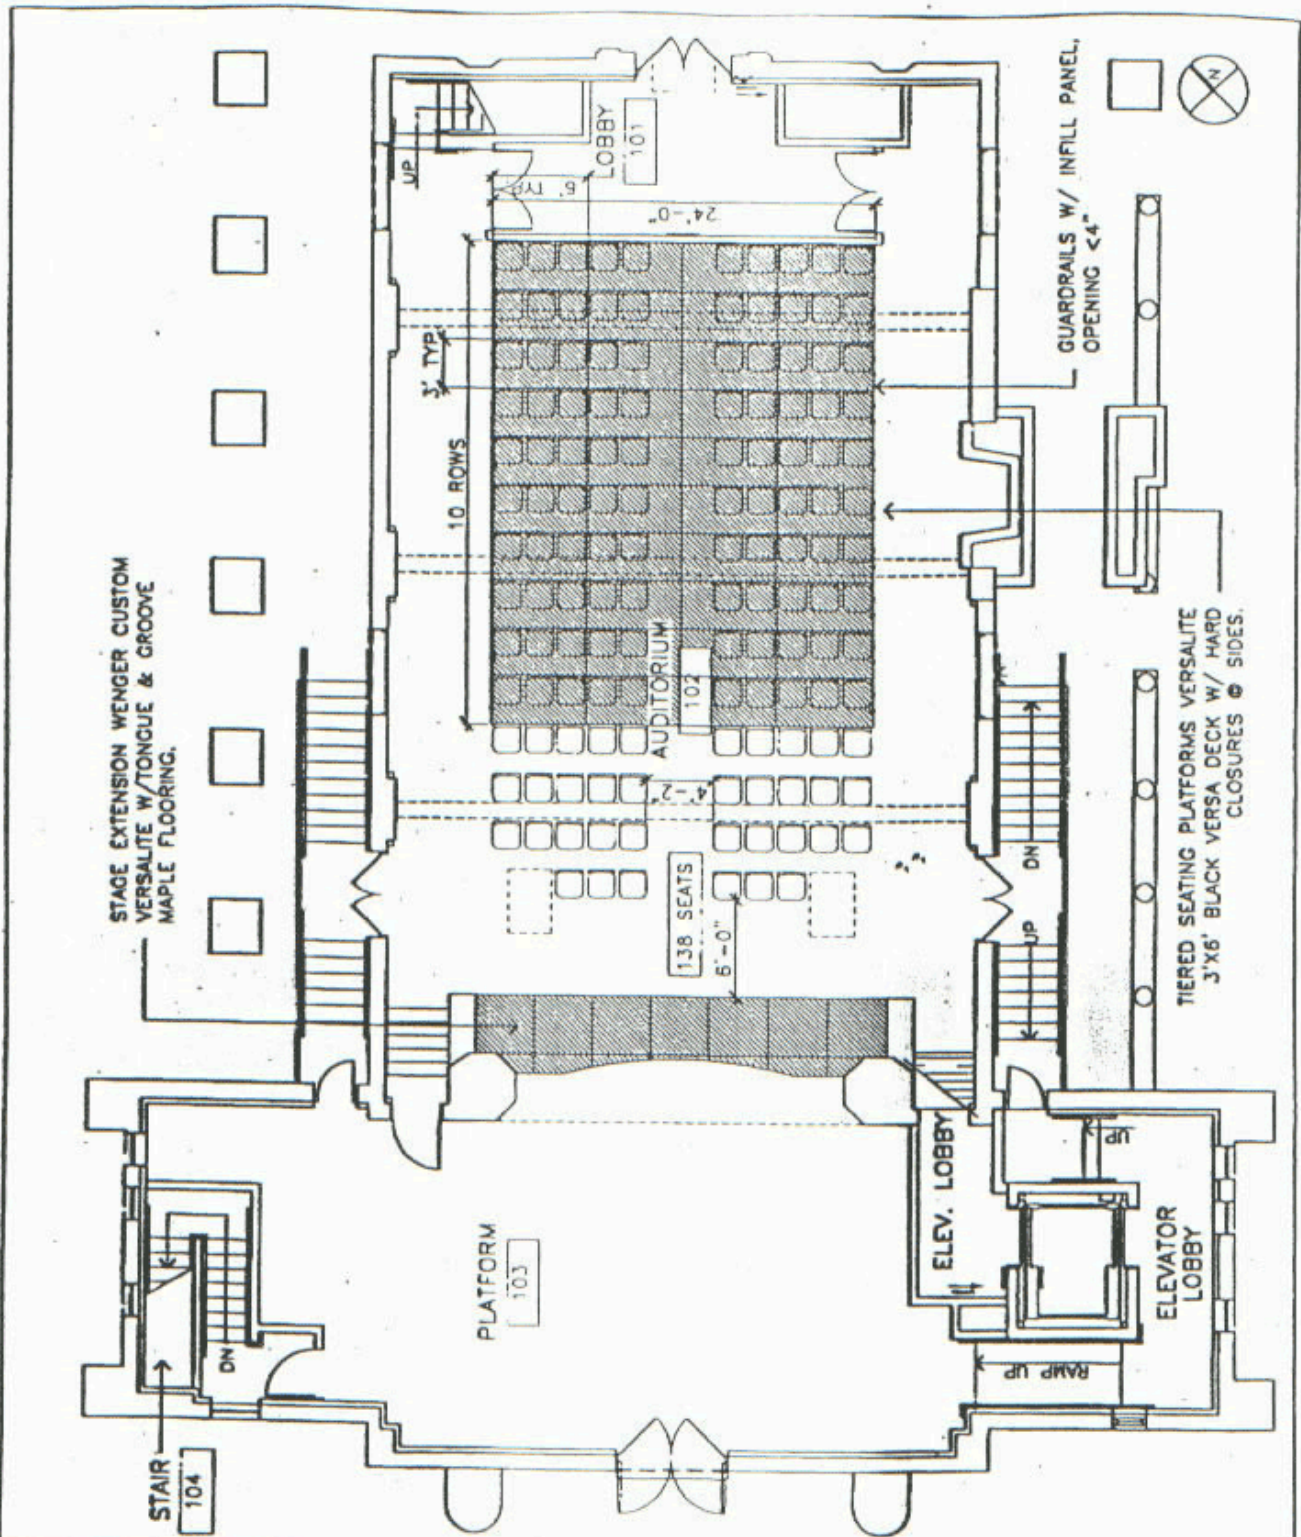 STAGE EXTENSION WENGER CUSTOM
VERSALITE W/TONGUE & GROOVE
MAPLE FLOORING.
UP
LOBBY
101
6' TYP
24'-0"
3' TYP
10 ROWS
GUARDRAILS W/ INFILL PANEL,
OPENING <4"
N
AUDITORIUM
102
4'-2"
138 SEATS
6'-0"
DN
UP
TIERED SEATING PLATFORMS VERSALITE
3'X6' BLACK VERSA DECK W/ HARD
CLOSURES @ SIDES.
PLATFORM
103
ELEV. LOBBY
UP
ELEVATOR
LOBBY
RAMP UP
DN
STAIR
104